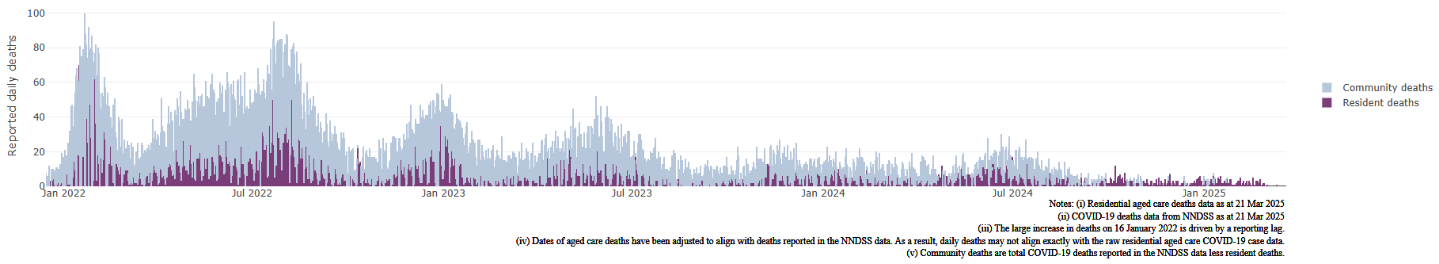 Reported daily deaths
100
80
60
40
20
0
Jan 2022
Jul 2022
Jan 2023
Jul 2023
Jan 2024
Jul 2024
Jan 2025
Community deaths
Resident deaths
Notes: (i) Residential aged care deaths data as at 21 Mar 2025
(ii) COVID-19 deaths data from NNDSS as at 21 Mar 2025
(iii) The large increase in deaths on 16 January 2022 is driven by a reporting lag.
(iv) Dates of aged care deaths have been adjusted to align with deaths reported in the NNDSS data. As a result, daily deaths may not align exactly with the raw residential aged care COVID-19 case data.
(v) Community deaths are total COVID-19 deaths reported in the NNDSS data less resident deaths.